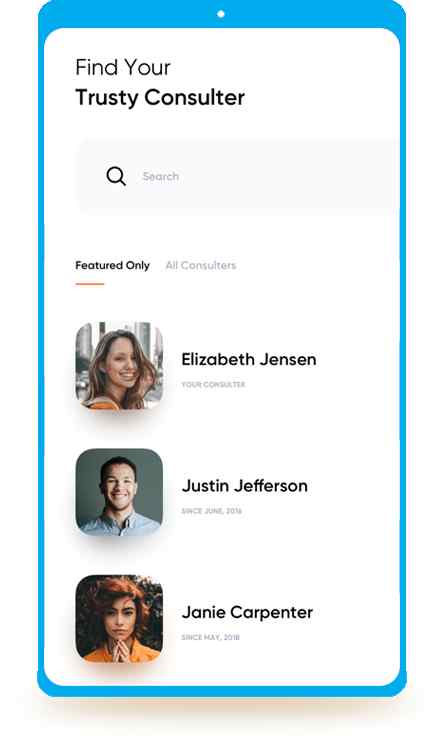 Find Your
Trusty Consulter
Search
Featured Only All Consulters
Elizabeth Jensen
YOUR CONSULTER
Justin Jefferson
SINCE JUNE, 2016
Janie Carpenter
SINCE MAY, 2018